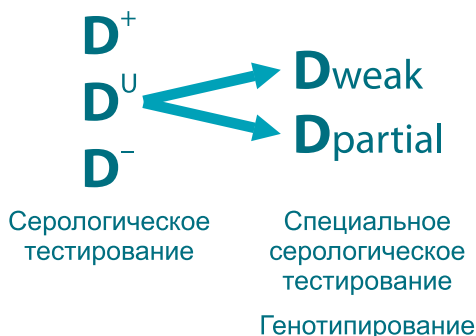 D⁺
Dᵁ
D⁻
Dweak
Dpartial
Серологическое
тестирование
Специальное
серологическое
тестирование
Генотипирование